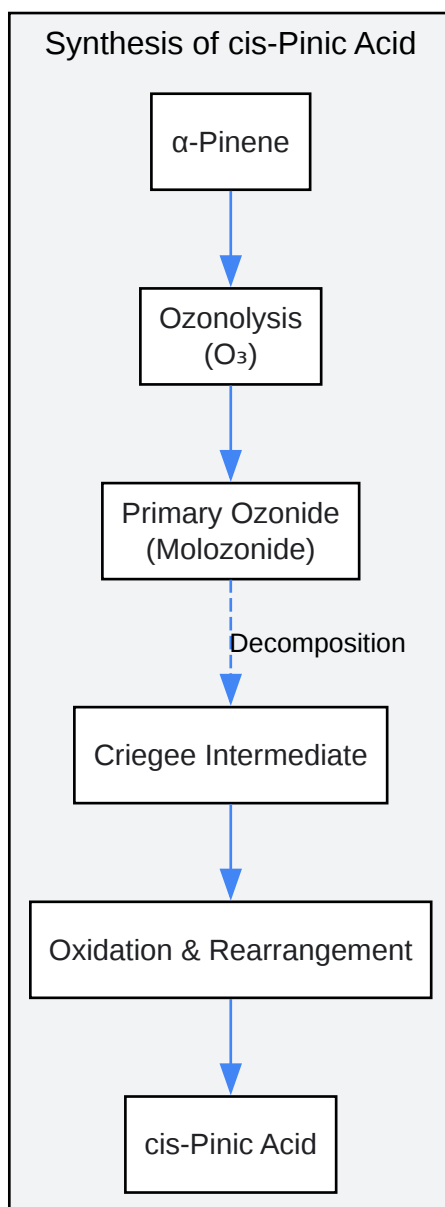 Synthesis of cis-Pinic Acid
α-Pinene
Ozonolysis
(O₃)
Primary Ozonide
(Molozonide)
Decomposition
Criegee Intermediate
Oxidation & Rearrangement
cis-Pinic Acid